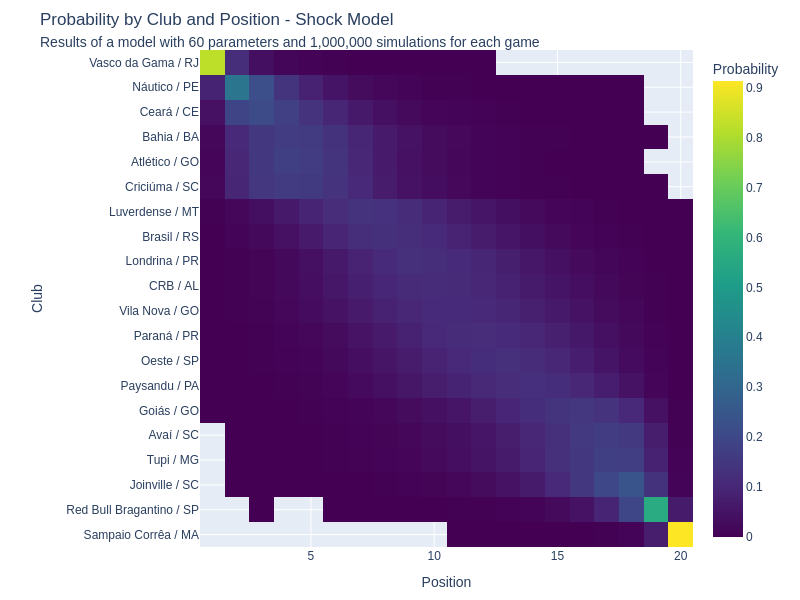 Probability by Club and Position - Shock Model
Results of a model with 60 parameters and 1,000,000 simulations for each game
Probability
Vasco da Gama / RJ
Náutico / PE
Ceará / CE
Bahia / BA
Atlético / GO
Criciúma / SC
Luverdense / MT
Brasil / RS
Londrina / PR
CRB / AL
Vila Nova / GO
Paraná / PR
Oeste / SP
Paysandu / PA
Goiás / GO
Avaí / SC
Tupi / MG
Joinville / SC
Red Bull Bragantino / SP
Sampaio Corrêa / MA
Club
5
10
15
20
Position
0.9
0.8
0.7
0.6
0.5
0.4
0.3
0.2
0.1
0